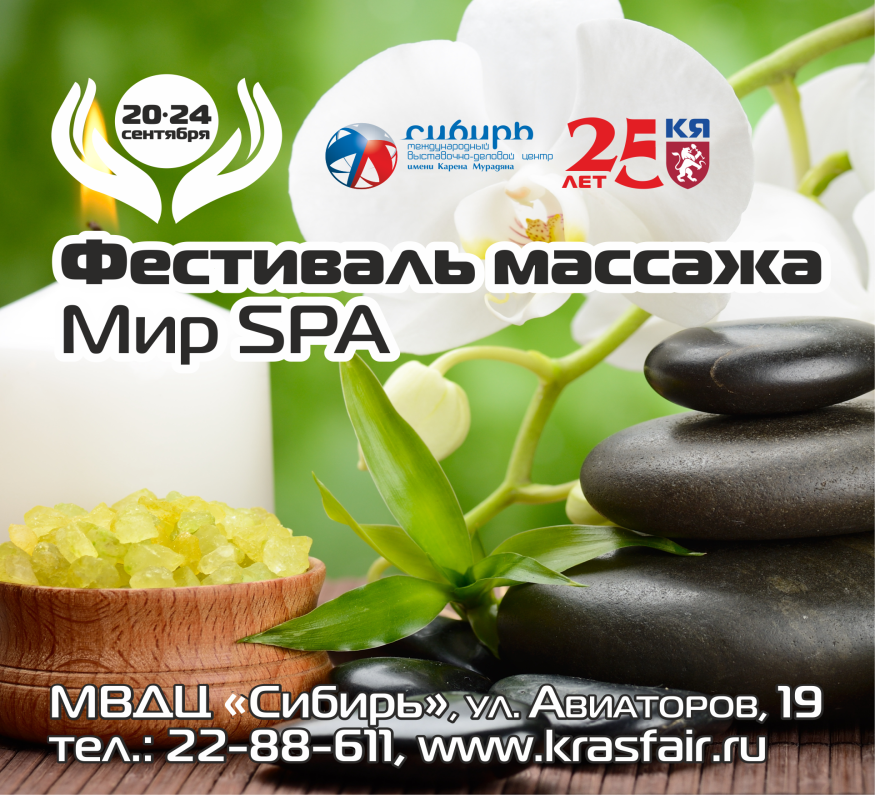 20·24
сентября
Сибирь
международный
выставочно-деловой центр
имени Карена Мурадяна
25
ЛЕТ
КЯ
Фестиваль массажа
Мир SPA
МВДЦ «Сибирь», ул. Авиаторов, 19
тел.: 22-88-611, www.krasfair.ru